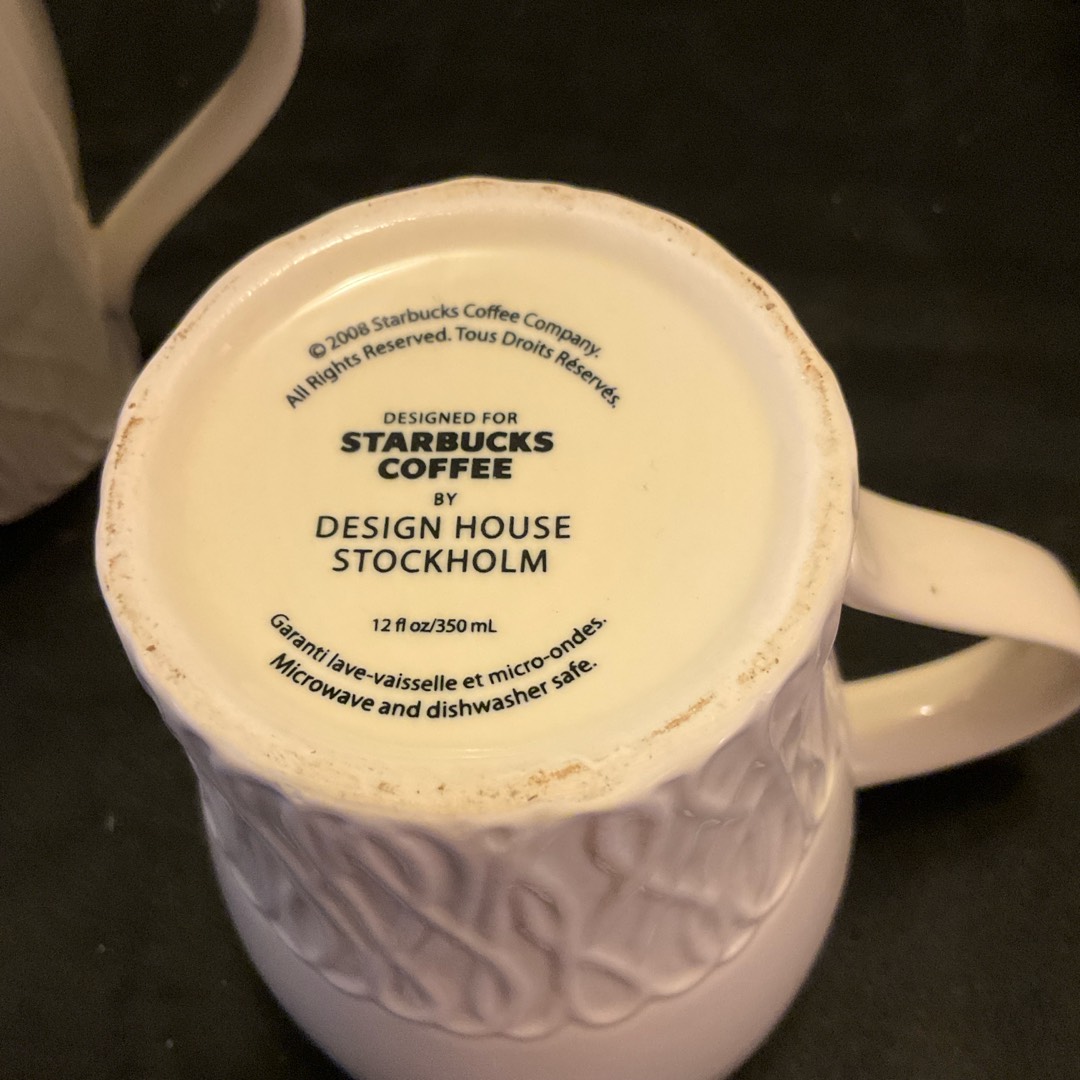 © 2008 Starbucks Coffee Company.
All Rights Reserved. Tous Droits Réservés.
DESIGNED FOR
STARBUCKS
COFFEE
BY
DESIGN HOUSE
STOCKHOLM
12 fl oz/350 mL
Garanti lave-vaisselle et micro-ondes.
Microwave and dishwasher safe.